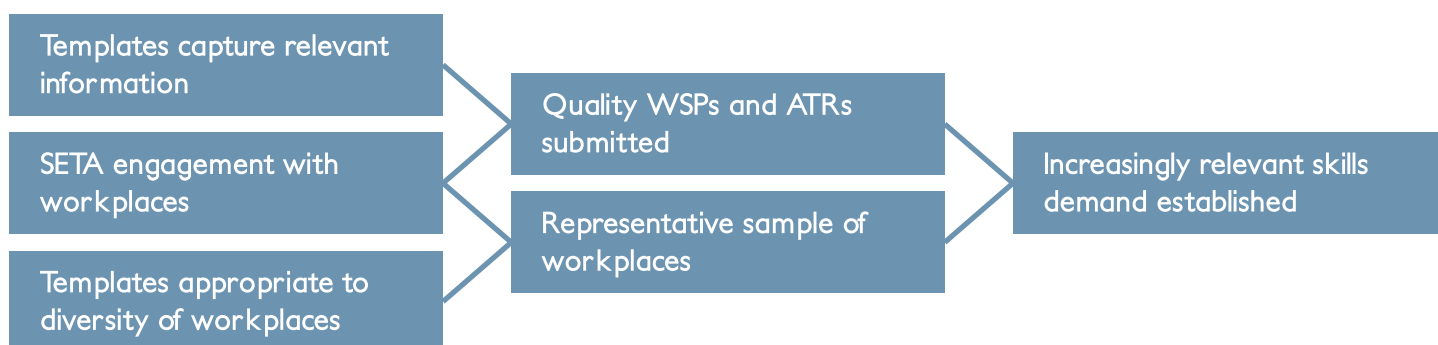 Templates capture relevant
information
SETA engagement with
workplaces
Templates appropriate to
diversity of workplaces
Quality WSPs and ATRs
submitted
Representative sample of
workplaces
Increasingly relevant skills
demand established